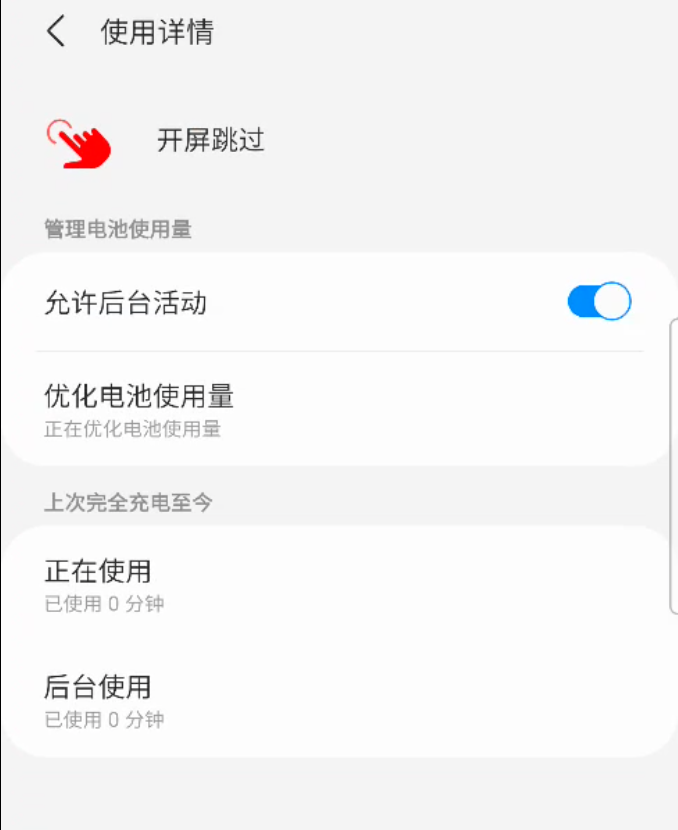 使用详情
开屏跳过
管理电池使用量
允许后台活动
优化电池使用量
正在优化电池使用量
上次完全充电至今
正在使用
已使用 0 分钟
后台使用
已使用 0 分钟